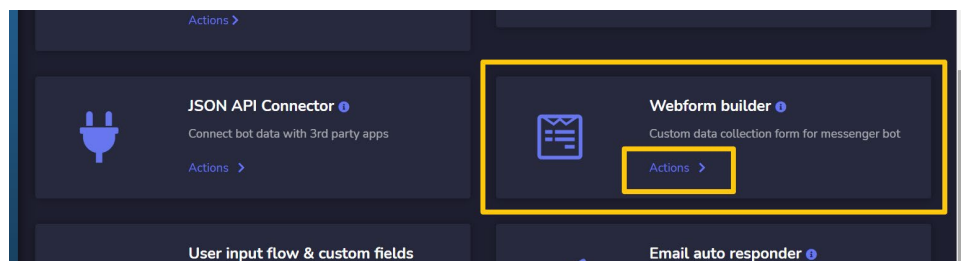 Actions >
JSON API Connector
Connect bot data with 3rd party apps
Actions >
Webform builder
Custom data collection form for messenger bot
Actions >
User input flow & custom fields
Email auto responder